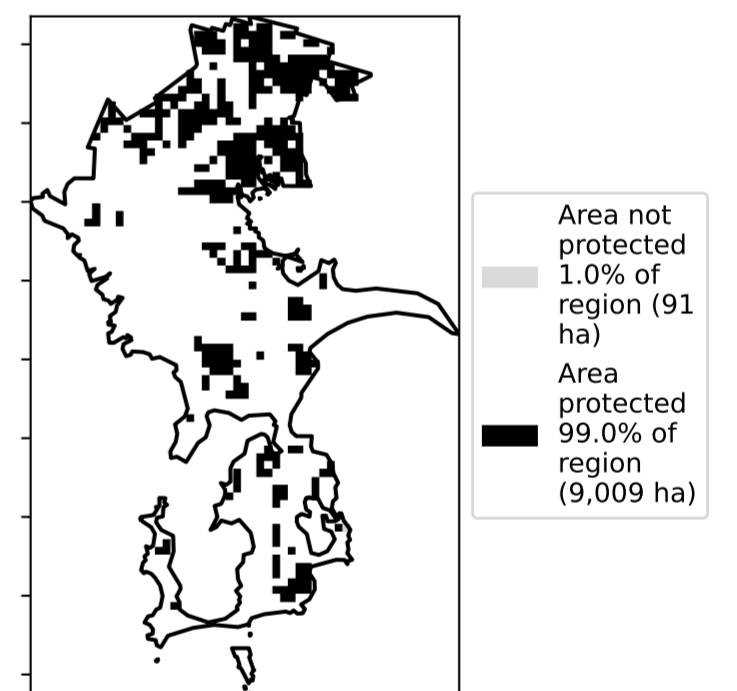 Area not
protected
1.0% of
region (91
ha)
Area
protected
99.0% of
region
(9,009 ha)